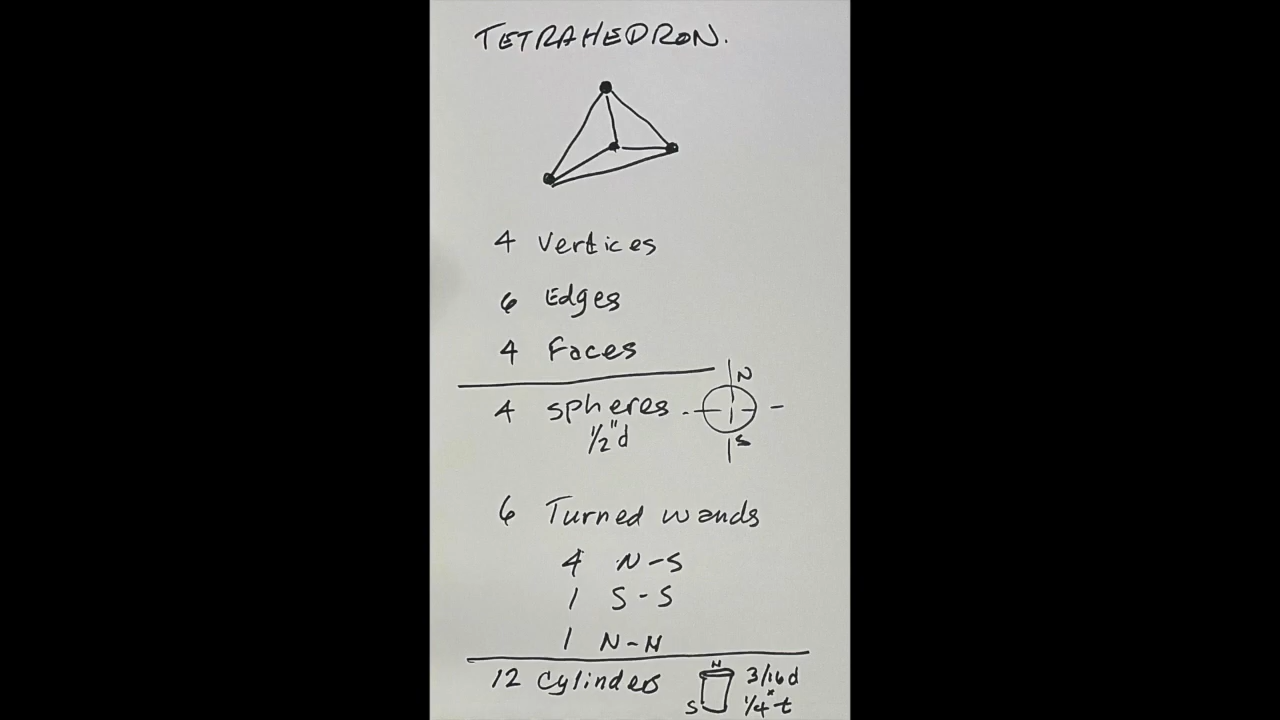 TETRAHEDRON.
4 Vertices
6 Edges
4 Faces
N
4 spheres
1/2"d
S
6 Turned wands
4 N-S
1 S-S
1 N-N
12 cylinders
N
3/16d
S
1/4"t